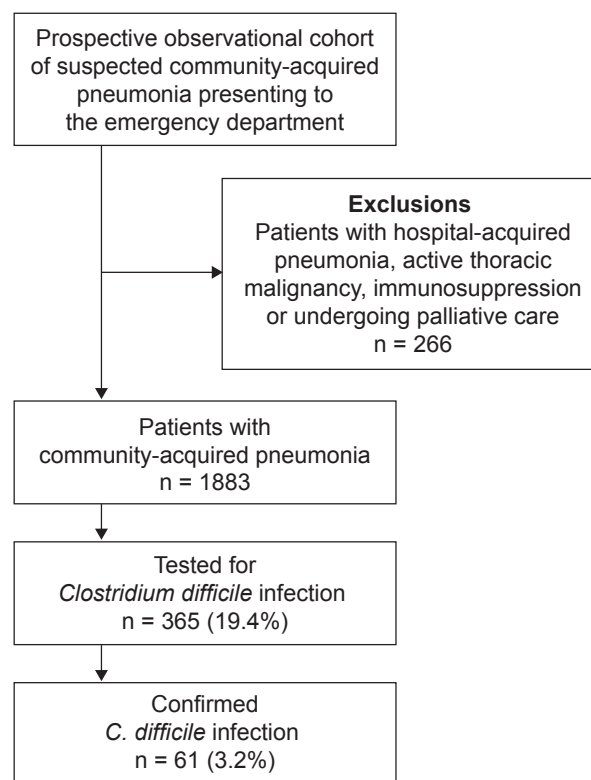 Prospective observational cohort
of suspected community-acquired
pneumonia presenting to
the emergency department
Exclusions
Patients with hospital-acquired
pneumonia, active thoracic
malignancy, immunosuppression
or undergoing palliative care
n = 266
Patients with
community-acquired pneumonia
n = 1883
Tested for
Clostridium difficile infection
n = 365 (19.4%)
Confirmed
C. difficile infection
n = 61 (3.2%)